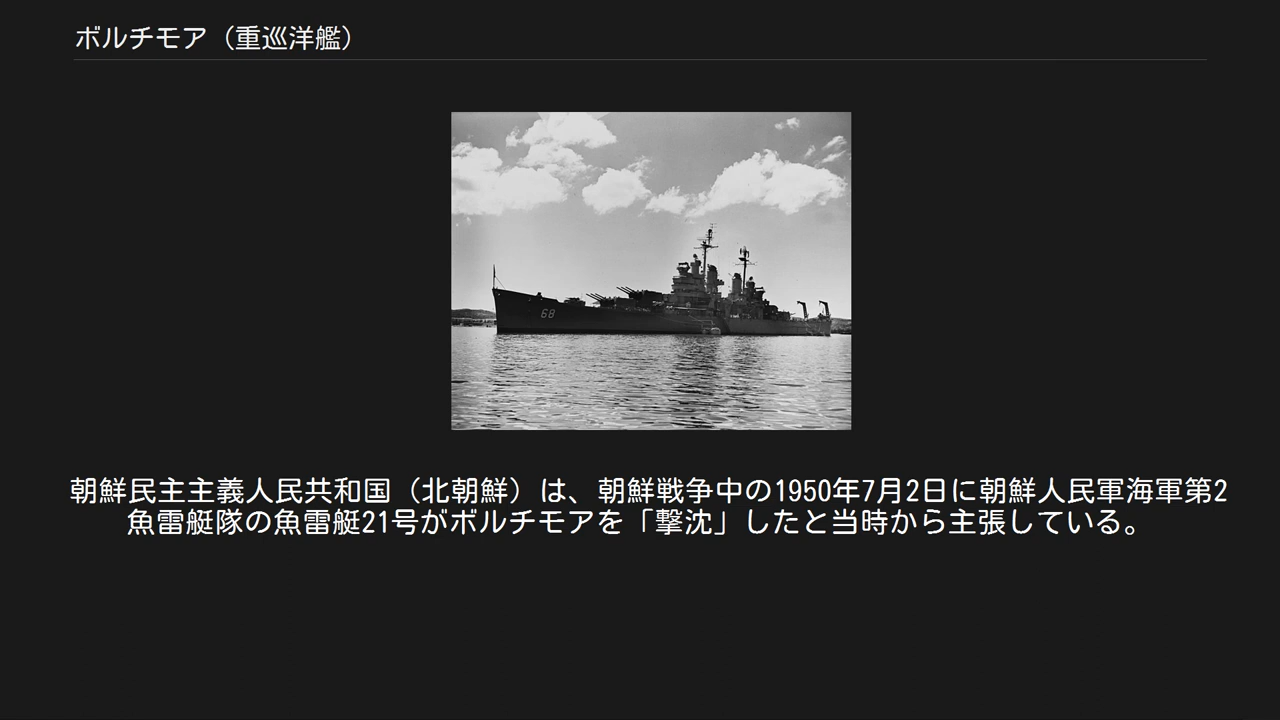 ボルチモア（重巡洋艦）
68
朝鮮民主主義人民共和国（北朝鮮）は、朝鮮戦争中の1950年7月2日に朝鮮人民軍海軍第2
魚雷艇隊の魚雷艇21号がボルチモアを「撃沈」したと当時から主張している。